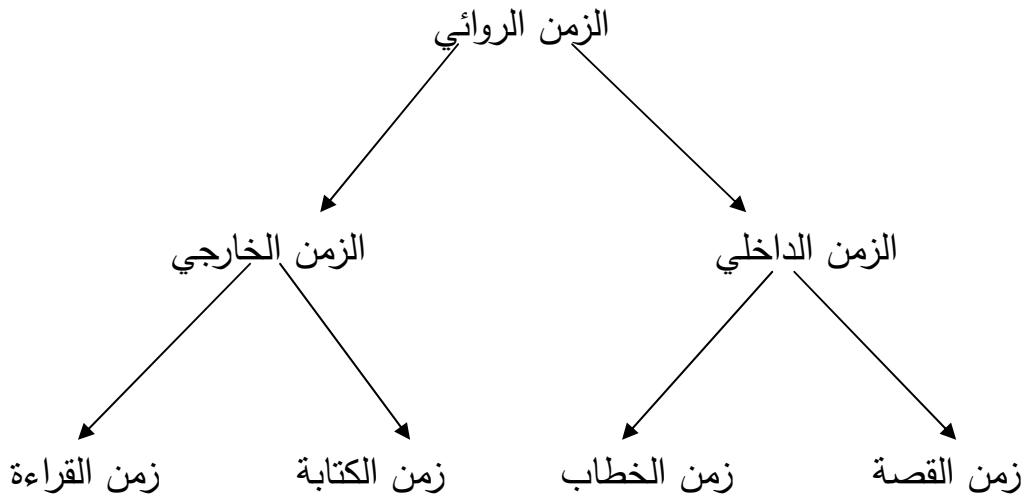 الزمن الروائي
الزمن الداخلي الزمن الخارجي
زمن القصة زمن الخطاب زمن الكتابة زمن القراءة